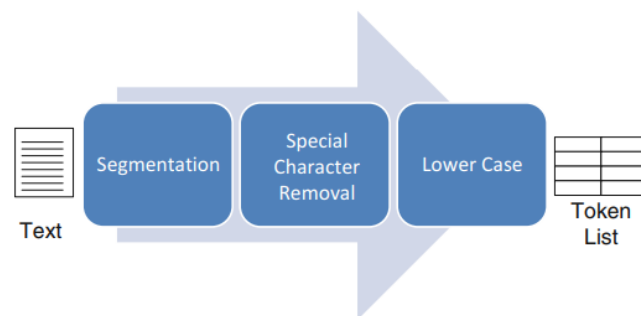 Text
Segmentation
Special
Character
Removal
Lower Case
Token
List